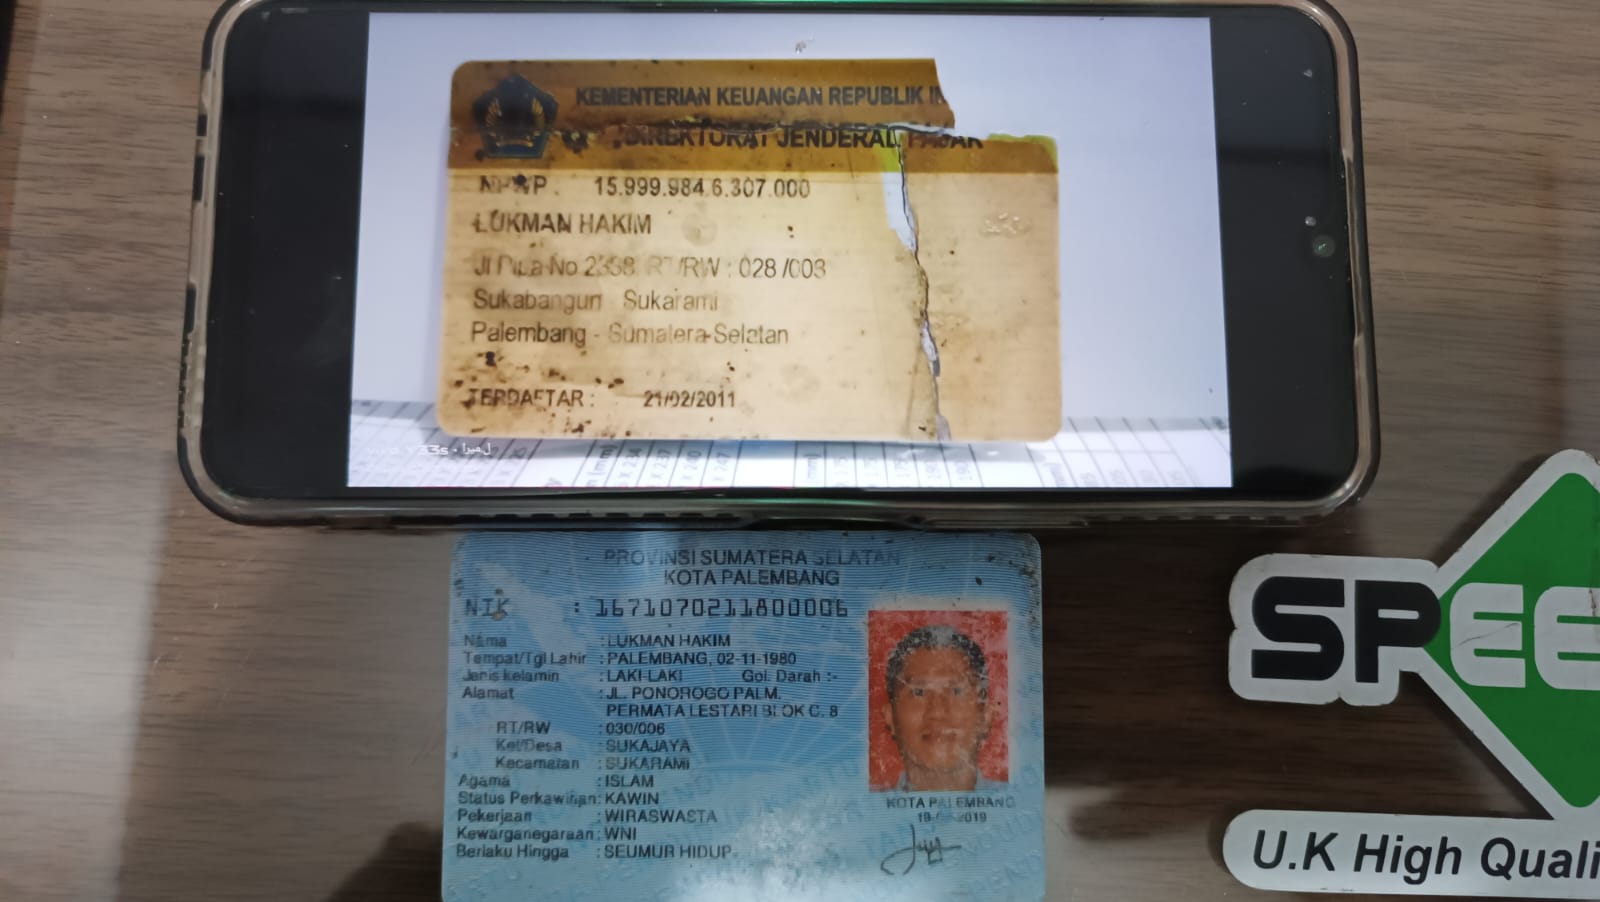 KEMENTERIAN KEUANGAN REPUBLIK
DIREKTORAT JENDERAL PAJAK
NPWP : 15.999.984.6.307.000
LUKMAN HAKIM
Jl No 2358 RT/RW : 028 /003
Sukabangun Sukarami
Palembang - Sumatera-Selatan
TERDAFTAR : 21/02/2011
Y33s
PROVINSI SUMATERA SELATAN
KOTA PALEMBANG
NIK : 1671070211800006
Nama : LUKMAN HAKIM
Tempat/Tgl Lahir : PALEMBANG, 02-11-1980
Jenis kelamin : LAKI-LAKI Gol. Darah :-
Alamat : JL. PONOROGO PALM.
PERMATA LESTARI BLOK C. 8
RT/RW : 030/006
Kel/Desa : SUKAJAYA
Kecamatan : SUKARAMI
Agama : ISLAM
Status Perkawinan: KAWIN
Pekerjaan : WIRASWASTA
Kewarganegaraan: WNI
Berlaku Hingga : SEUMUR HIDUP
KOTA PALEMBANG
2019
SPEE
U.K High Quali